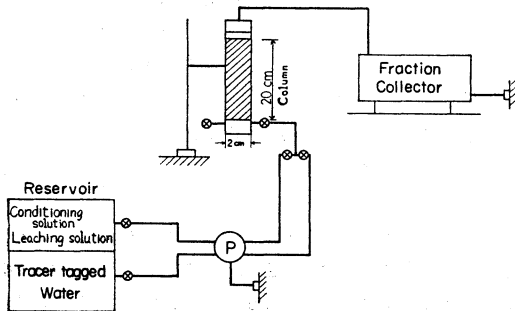 20 cm
Column
2 cm
Fraction
Collector
Reservoir
Conditioning
solution
Leaching solution
Tracer tagged
Water
P